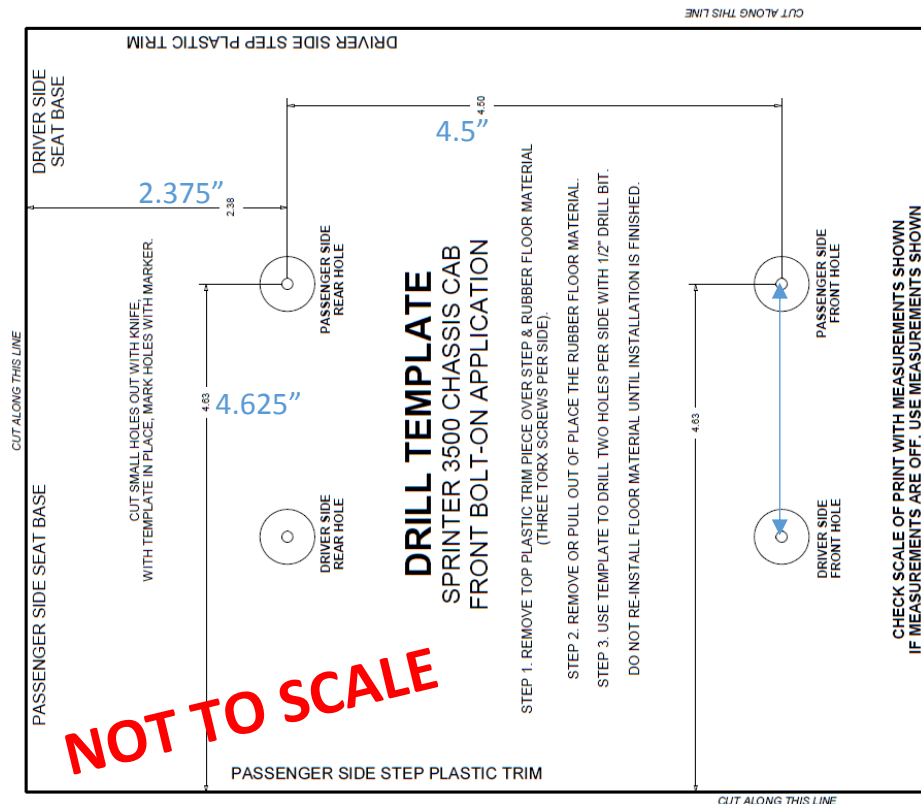 CUT ALONG THIS LINE
DRIVER SIDE STEP PLASTIC TRIM
DRIVER SIDE
SEAT BASE
4.50
4.5”
2.375”
2.38
PASSENGER SIDE
REAR HOLE
PASSENGER SIDE
FRONT HOLE
CUT ALONG THIS LINE
CUT SMALL HOLES OUT WITH KNIFE,
WITH TEMPLATE IN PLACE, MARK HOLES WITH MARKER.
4.63
4.625”
DRILL TEMPLATE
SPRINTER 3500 CHASSIS CAB
FRONT BOLT-ON APPLICATION
STEP 1. REMOVE TOP PLASTIC TRIM PIECE OVER STEP & RUBBER FLOOR MATERIAL
(THREE TORX SCREWS PER SIDE).
STEP 2. REMOVE OR PULL OUT OF PLACE THE RUBBER FLOOR MATERIAL.
STEP 3. USE TEMPLATE TO DRILL TWO HOLES PER SIDE WITH 1/2" DRILL BIT.
DO NOT RE-INSTALL FLOOR MATERIAL UNTIL INSTALLATION IS FINISHED.
4.63
CHECK SCALE OF PRINT WITH MEASUREMENTS SHOWN
IF MEASUREMENTS ARE OFF. USE MEASUREMENTS SHOWN
PASSENGER SIDE SEAT BASE
DRIVER SIDE
REAR HOLE
DRIVER SIDE
FRONT HOLE
NOT TO SCALE
PASSENGER SIDE STEP PLASTIC TRIM
CUT ALONG THIS LINE